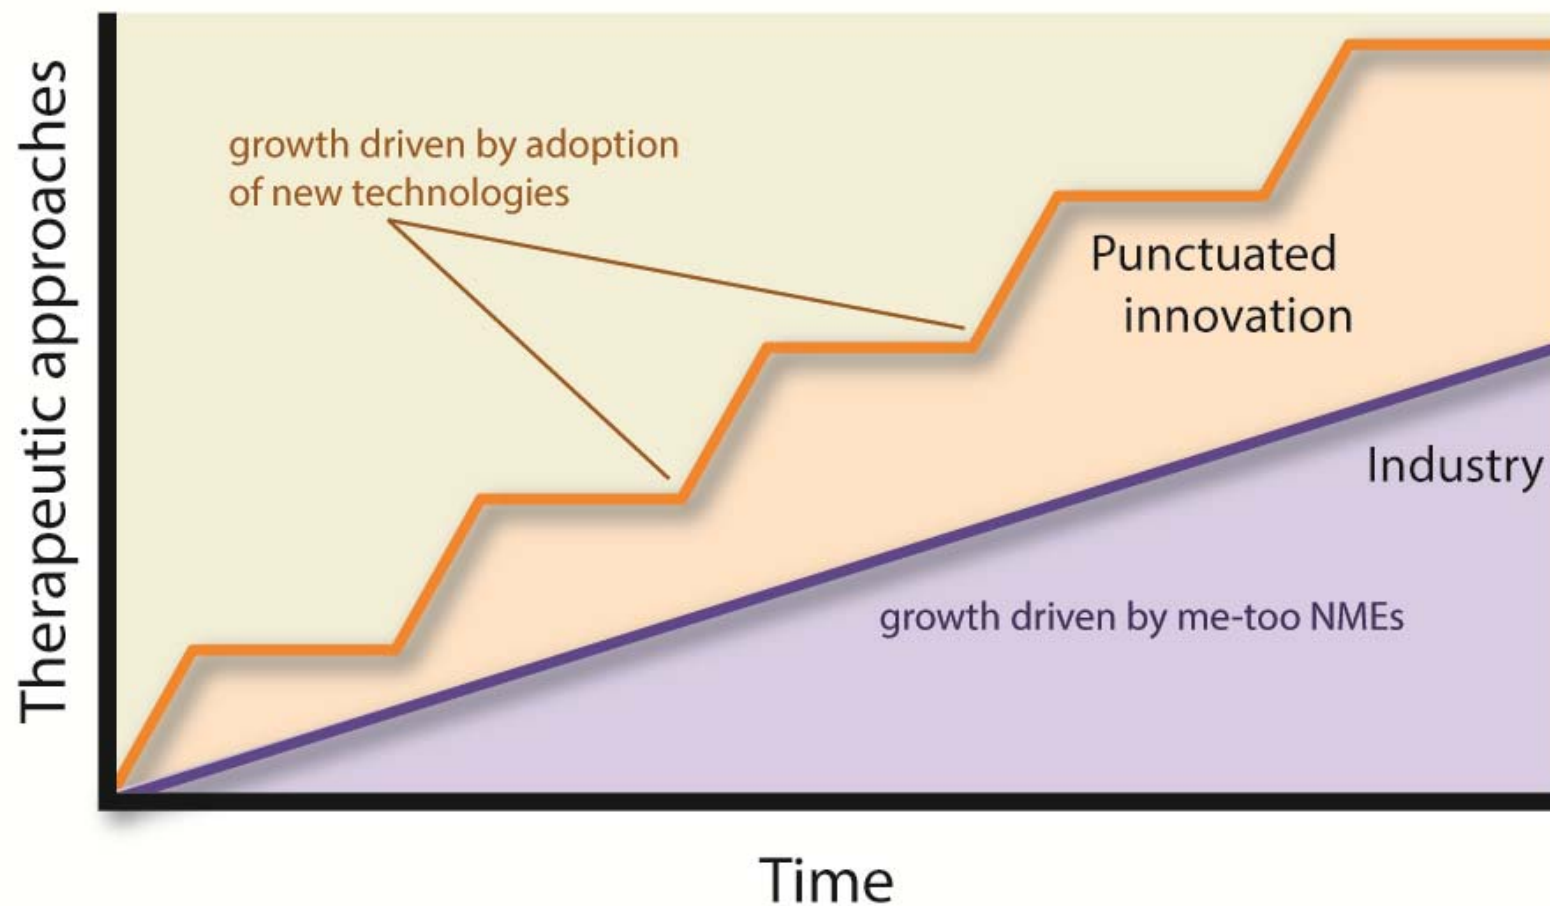 Therapeutic approaches
growth driven by adoption
of new technologies
Punctuated
innovation
Industry
growth driven by me-too NMEs
Time